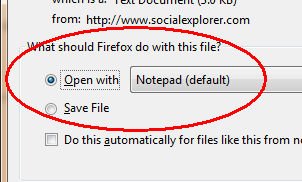 which is a: Text Document (5.0 KB)
from: http://www.socialexplorer.com
What should Firefox do with this file?
Open with Notepad (default)
Save File
Do this automatically for files like this from